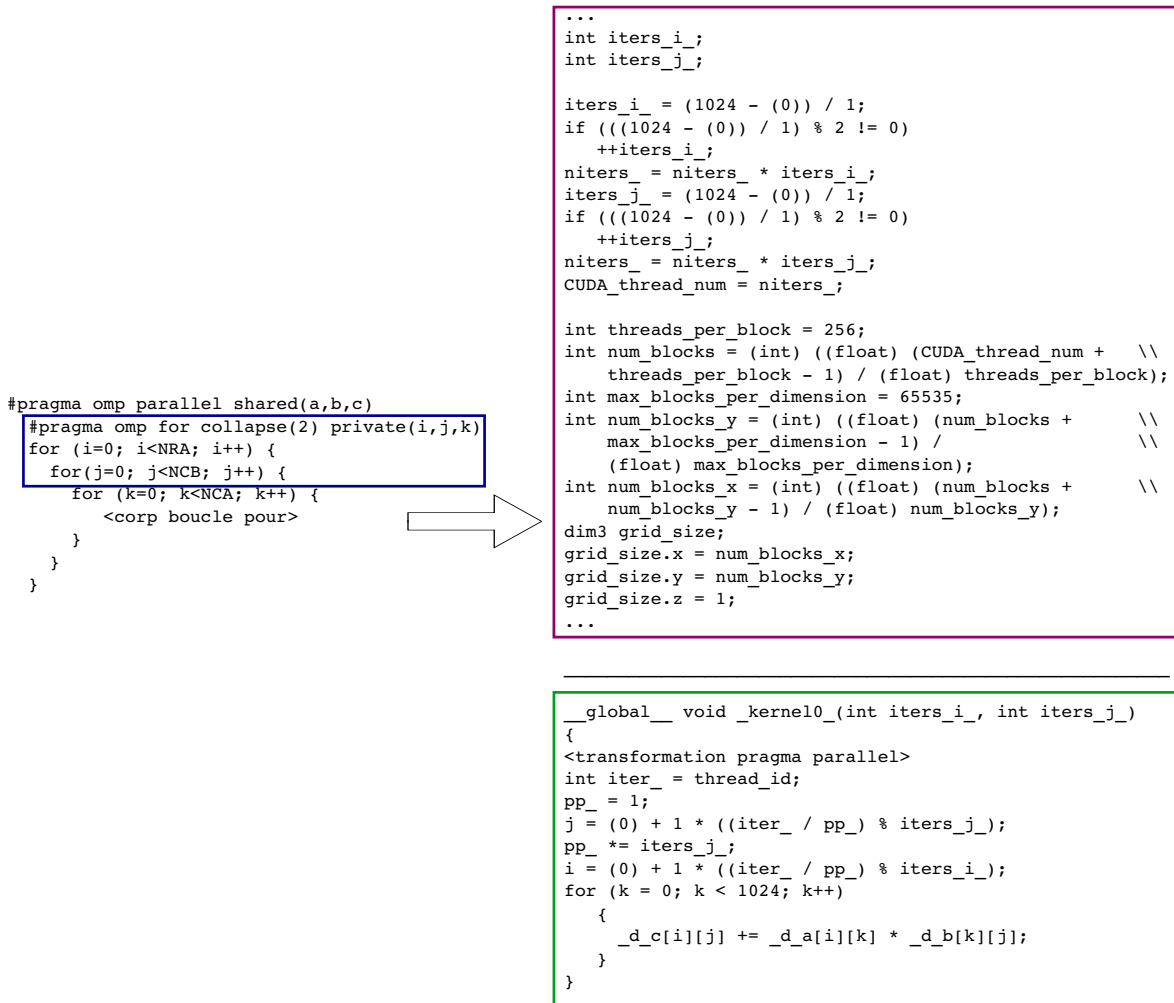 #pragma omp parallel shared(a,b,c)
  #pragma omp for collapse(2) private(i,j,k)
  for (i=0; i<NRA; i++) {
    for(j=0; j<NCB; j++) {
      for (k=0; k<NCA; k++) {
         <corp boucle pour>
      }
    }
  }
...
int iters_i_;
int iters_j_;

iters_i_ = (1024 - (0)) / 1;
if (((1024 - (0)) / 1) % 2 != 0)
   ++iters_i_;
niters_ = niters_ * iters_i_;
iters_j_ = (1024 - (0)) / 1;
if (((1024 - (0)) / 1) % 2 != 0)
   ++iters_j_;
niters_ = niters_ * iters_j_;
CUDA_thread_num = niters_;

int threads_per_block = 256;
int num_blocks = (int) ((float) (CUDA_thread_num +   \\
    threads_per_block - 1) / (float) threads_per_block);
int max_blocks_per_dimension = 65535;
int num_blocks_y = (int) ((float) (num_blocks +      \\
    max_blocks_per_dimension - 1) /                  \\
    (float) max_blocks_per_dimension);
int num_blocks_x = (int) ((float) (num_blocks +      \\
    num_blocks_y - 1) / (float) num_blocks_y);
dim3 grid_size;
grid_size.x = num_blocks_x;
grid_size.y = num_blocks_y;
grid_size.z = 1;
...

__global__ void _kernel0_(int iters_i_, int iters_j_)
{
<transformation pragma parallel>
int iter_ = thread_id;
pp_ = 1;
j = (0) + 1 * ((iter_ / pp_) % iters_j_);
pp_ *= iters_j_;
i = (0) + 1 * ((iter_ / pp_) % iters_i_);
for (k = 0; k < 1024; k++)
   {
     _d_c[i][j] += _d_a[i][k] * _d_b[k][j];
   }
}